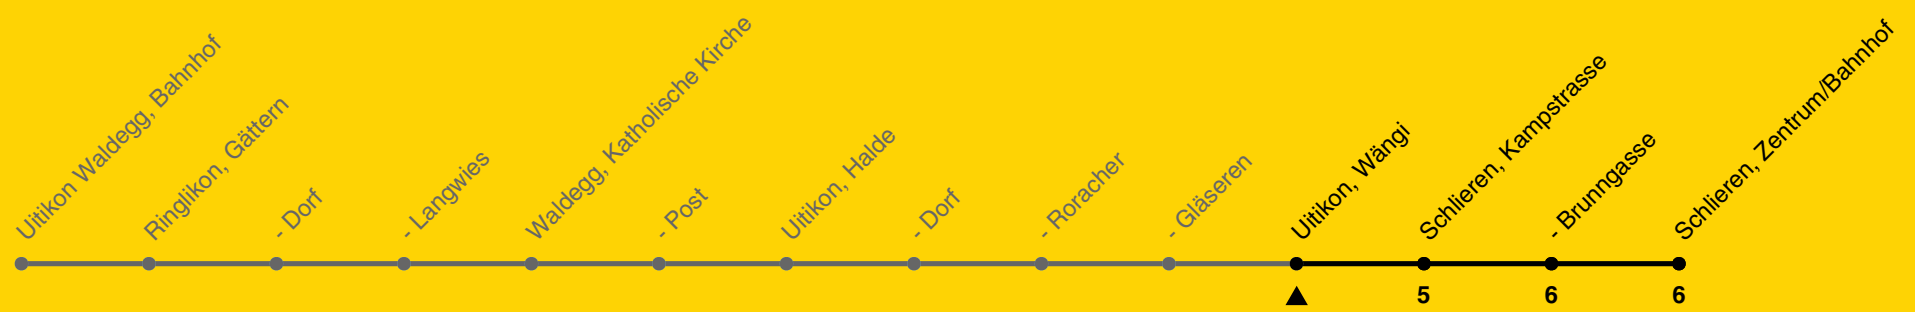 Uitikon Waldegg, Bahnhof
Ringlikon, Gättern
- Dorf
- Langwies
Waldegg, Katholische Kirche
- Post
Uitikon, Halde
- Dorf
- Roracher
- Gläseren
Uitikon, Wängi
Schlieren, Kampstrasse
- Brunngasse
Schlieren, Zentrum/Bahnhof
5 6 6